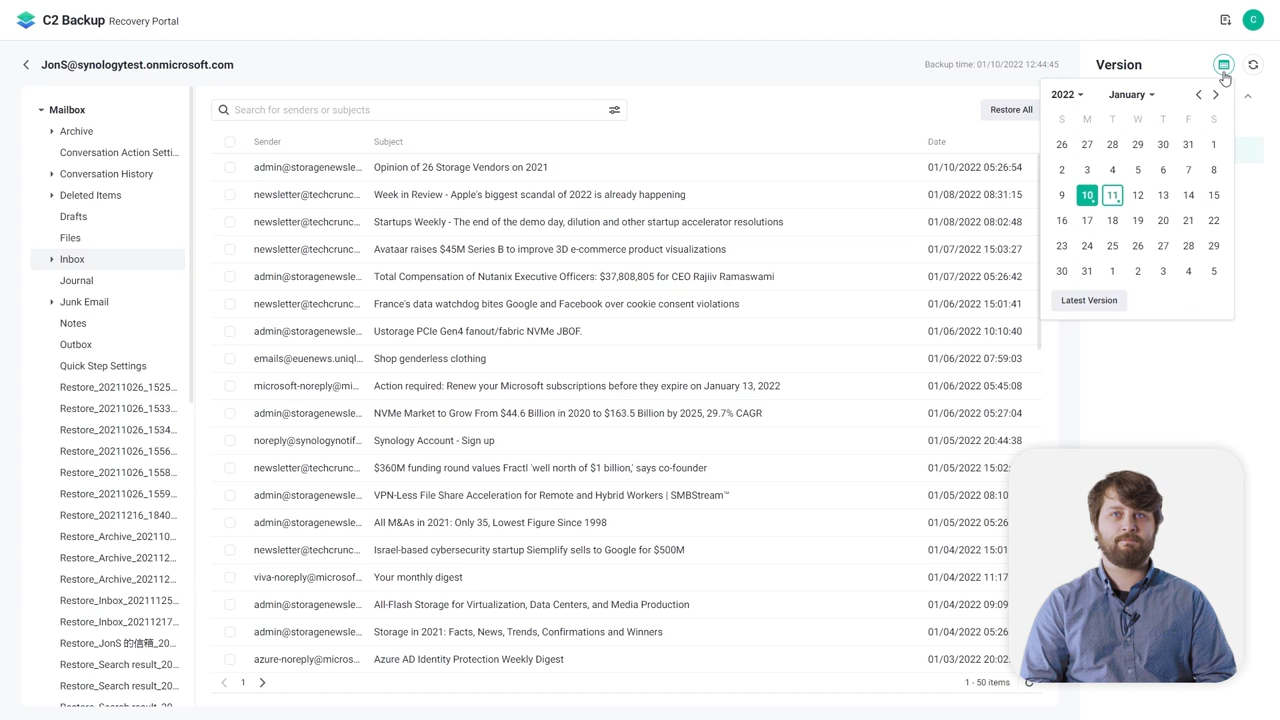 C2 Backup Recovery Portal
C
JonS@synologytest.onmicrosoft.com
Backup time: 01/10/2022 12:44:45
Version
Mailbox
Archive
Conversation Action Setti...
Conversation History
Deleted Items
Drafts
Files
Inbox
Journal
Junk Email
Notes
Outbox
Quick Step Settings
Restore_20211026_1525...
Restore_20211026_1533...
Restore_20211026_1534...
Restore_20211026_1556...
Restore_20211026_1558...
Restore_20211026_1559...
Restore_20211216_1840...
Restore_Archive_202110...
Restore_Archive_202112...
Restore_Archive_202112...
Restore_Inbox_20211125...
Restore_Inbox_20211217...
Restore_JonS 的信箱_20...
Restore_Search result_20...
Restore_Search result_20...
Search for senders or subjects
Restore All
Sender Subject Date
admin@storagenewsle... Opinion of 26 Storage Vendors on 2021 01/10/2022 05:26:54
newsletter@techcrunc... Week in Review - Apple's biggest scandal of 2022 is already happening 01/08/2022 08:31:15
newsletter@techcrunc... Startups Weekly - The end of the demo day, dilution and other startup accelerator resolutions 01/08/2022 08:02:48
newsletter@techcrunc... Avataar raises $45M Series B to improve 3D e-commerce product visualizations 01/07/2022 15:03:27
admin@storagenewsle... Total Compensation of Nutanix Executive Officers: $37,808,805 for CEO Rajiiv Ramaswami 01/07/2022 05:26:42
newsletter@techcrunc... France's data watchdog bites Google and Facebook over cookie consent violations 01/06/2022 15:01:41
admin@storagenewsle... Ustorage PCIe Gen4 fanout/fabric NVMe JBOF. 01/06/2022 10:10:40
emails@euenews.uniql... Shop genderless clothing 01/06/2022 07:59:03
microsoft-noreply@mi... Action required: Renew your Microsoft subscriptions before they expire on January 13, 2022 01/06/2022 05:45:08
admin@storagenewsle... NVMe Market to Grow From $44.6 Billion in 2020 to $163.5 Billion by 2025, 29.7% CAGR 01/06/2022 05:27:04
noreply@synologynotif... Synology Account - Sign up 01/05/2022 20:44:38
newsletter@techcrunc... $360M funding round values Fractl 'well north of $1 billion,' says co-founder 01/05/2022 15:02:
admin@storagenewsle... VPN-Less File Share Acceleration for Remote and Hybrid Workers | SMBStream™ 01/05/2022 08:10
admin@storagenewsle... All M&As in 2021: Only 35, Lowest Figure Since 1998 01/05/2022 05:26
newsletter@techcrunc... Israel-based cybersecurity startup Siemplify sells to Google for $500M 01/04/2022 15:01
viva-noreply@microsof... Your monthly digest 01/04/2022 11:17
admin@storagenewsle... All-Flash Storage for Virtualization, Data Centers, and Media Production 01/04/2022 09:09
admin@storagenewsle... Storage in 2021: Facts, News, Trends, Confirmations and Winners 01/04/2022 05:26
azure-noreply@micros... Azure AD Identity Protection Weekly Digest 01/03/2022 20:02
1
1 - 50 items
2022 January
S M T W T F S
26 27 28 29 30 31 1
2 3 4 5 6 7 8
9 10 11 12 13 14 15
16 17 18 19 20 21 22
23 24 25 26 27 28 29
30 31 1 2 3 4 5
Latest Version